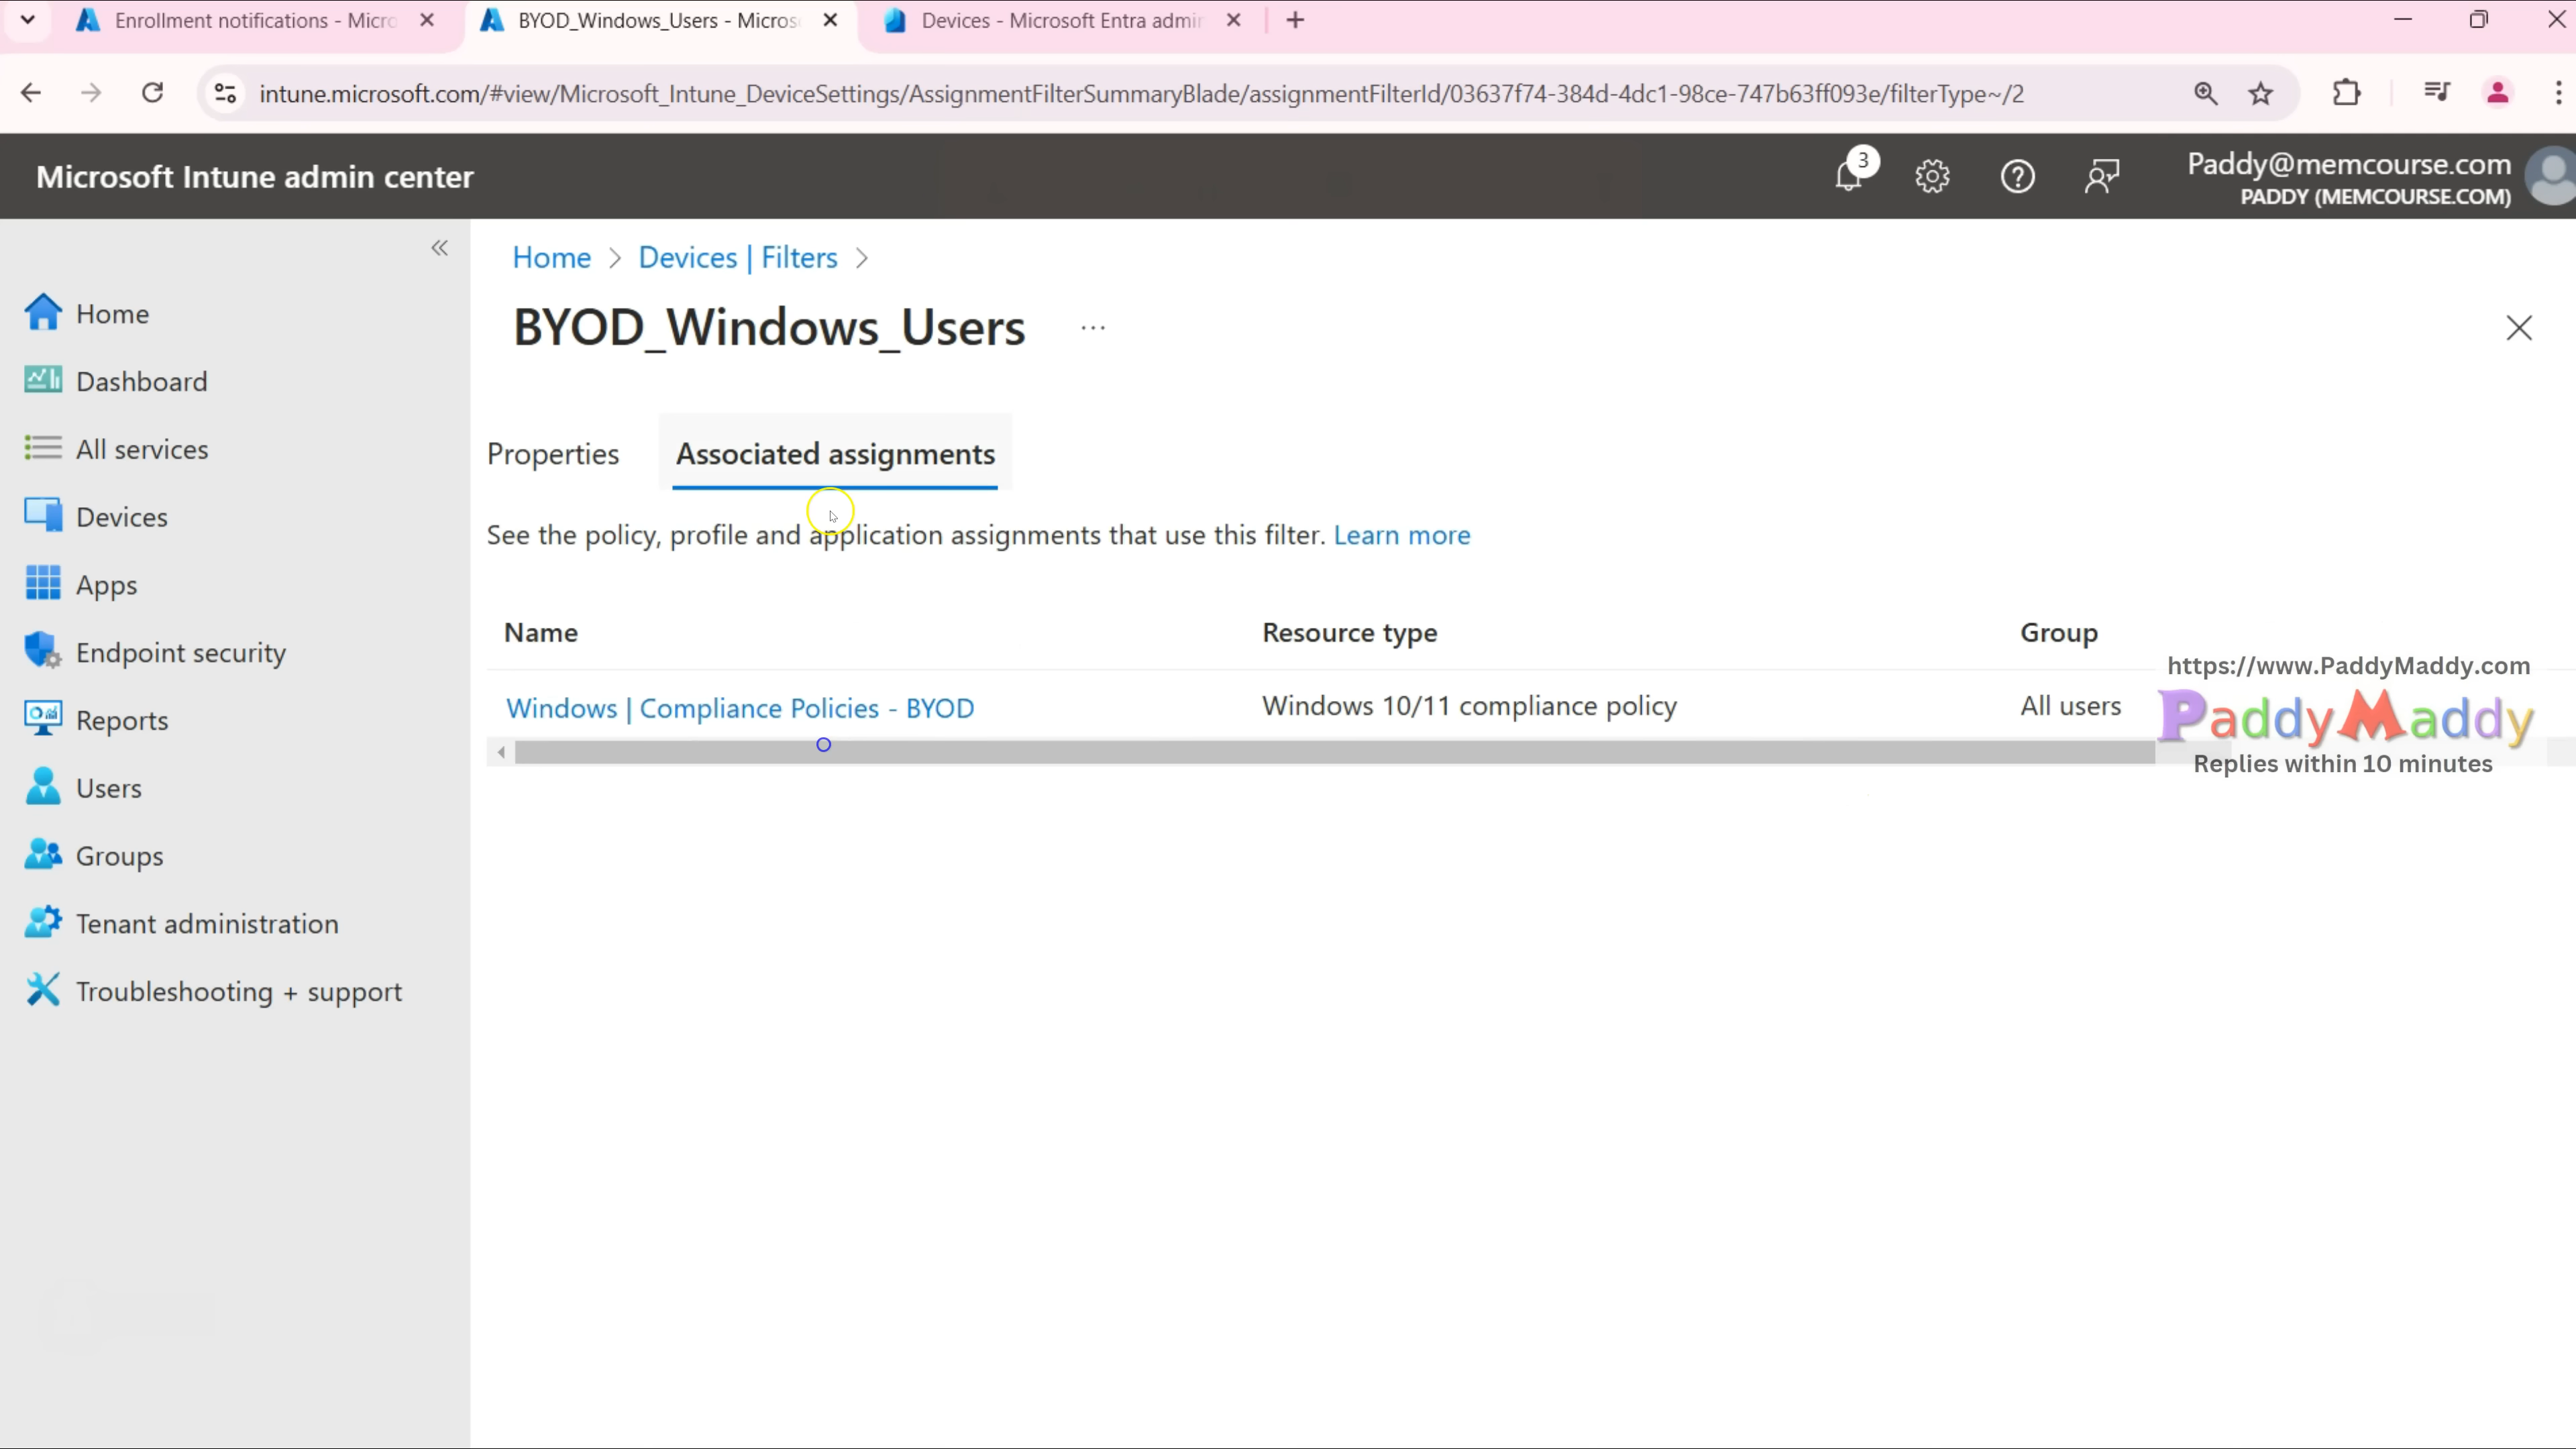 Enrollment notifications - Micro
BYOD_Windows_Users - Micros
Devices - Microsoft Entra admin
intune.microsoft.com/#view/Microsoft_Intune_DeviceSettings/AssignmentFilterSummaryBlade/assignmentFilterId/03637f74-384d-4dc1-98ce-747b63ff093e/filterType~/2
Microsoft Intune admin center
3
Paddy@memcourse.com
PADDY (MEMCOURSE.COM)
Home
Dashboard
All services
Devices
Apps
Endpoint security
Reports
Users
Groups
Tenant administration
Troubleshooting + support
Home > Devices | Filters >
BYOD_Windows_Users
Properties Associated assignments
See the policy, profile and application assignments that use this filter. Learn more
Name Resource type Group
Windows | Compliance Policies - BYOD Windows 10/11 compliance policy All users
https://www.PaddyMaddy.com
PaddyMaddy
Replies within 10 minutes